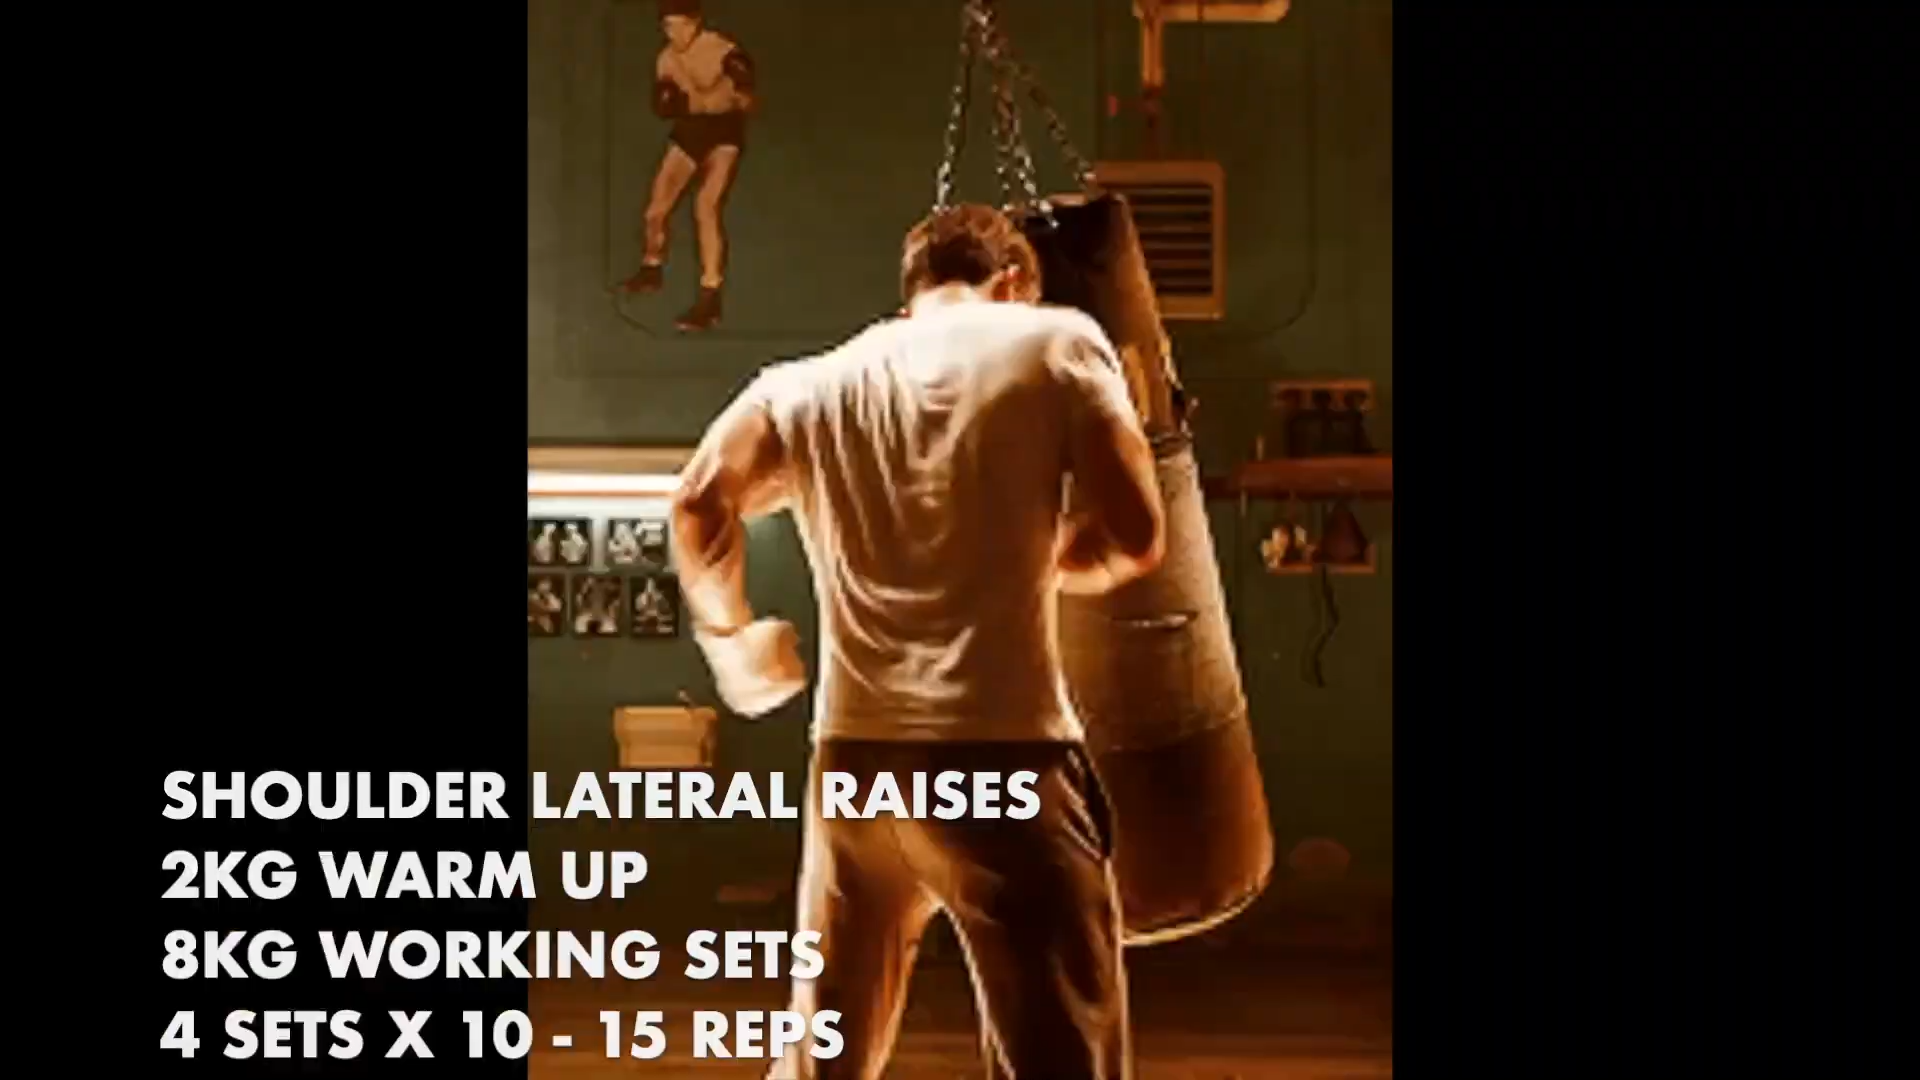 SHOULDER LATERAL RAISES
2KG WARM UP
8KG WORKING SETS
4 SETS X 10 - 15 REPS